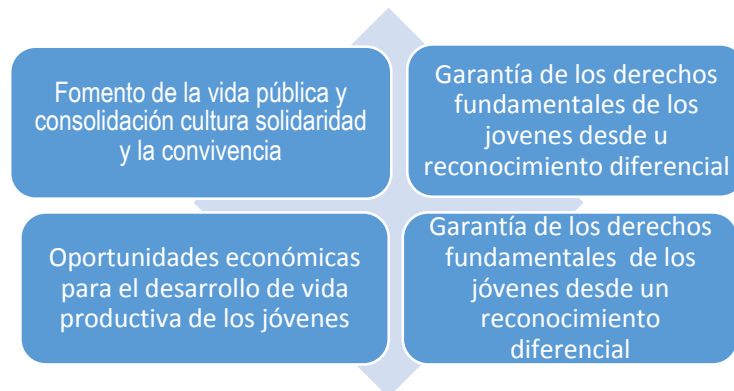 Fomento de la vida pública y
consolidación cultura solidaridad
y la convivencia
Garantía de los derechos
fundamentales de los
jovenes desde u
reconocimiento diferencial
Oportunidades económicas
para el desarrollo de vida
productiva de los jóvenes
Garantía de los derechos
fundamentales de los
jóvenes desde un
reconocimiento
diferencial